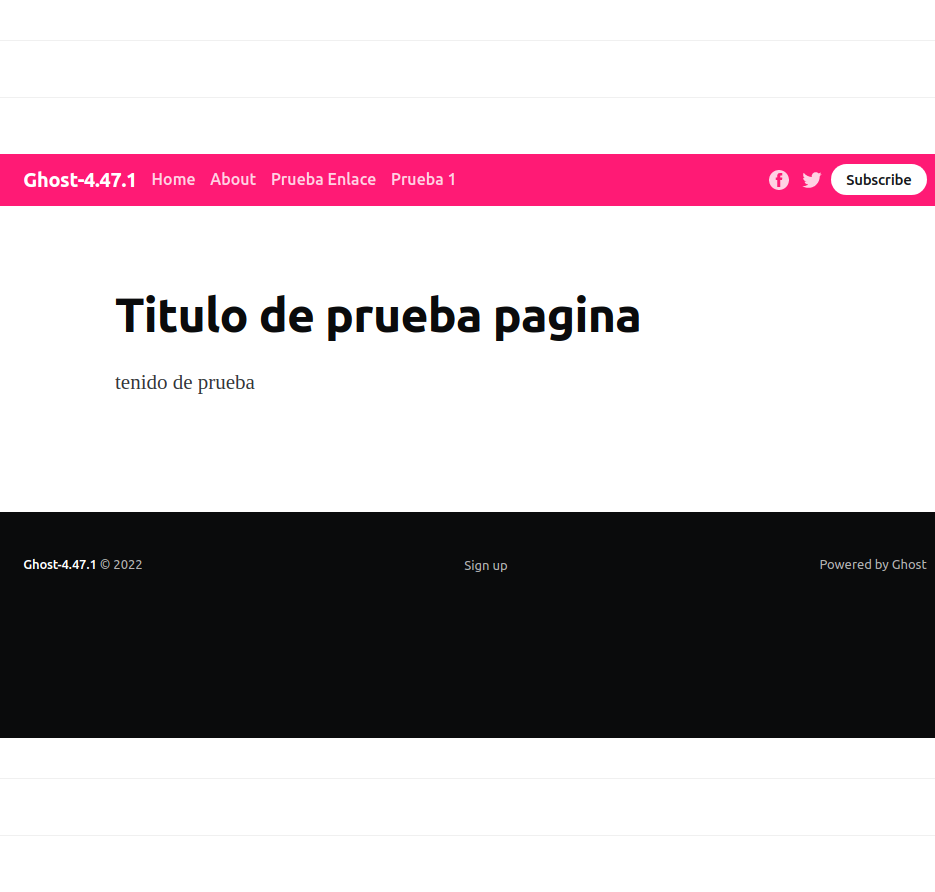 Ghost-4.47.1 Home About Prueba Enlace Prueba 1 Subscribe
Titulo de prueba pagina
tenido de prueba
Ghost-4.47.1 © 2022 Sign up Powered by Ghost